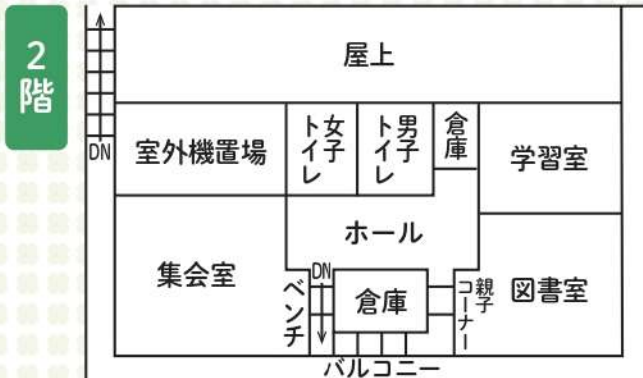 2階
屋上
DN
室外機置場
女子トイレ
男子トイレ
倉庫
学習室
ホール
集会室
ベンチ
DN
倉庫
親子コーナー
図書室
バルコニー